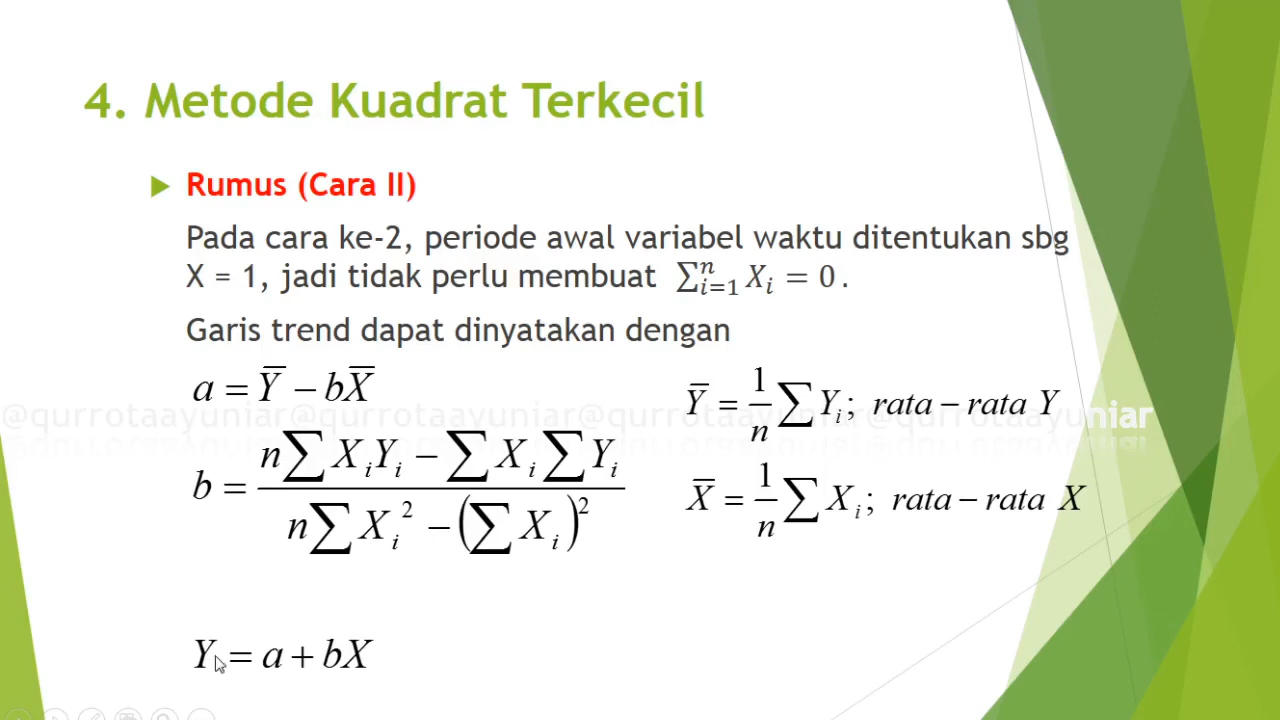 4. Metode Kuadrat Terkecil
Rumus (Cara II)
Pada cara ke-2, periode awal variabel waktu ditentukan sbg
X = 1, jadi tidak perlu membuat ∑ⁿᵢ₌₁ Xᵢ = 0 .
Garis trend dapat dinyatakan dengan
a = Y̅ − bX̅
Y̅ = 1/n ∑ Yᵢ; rata − rata Y
@qurrotaayuniar@qurrotaayuniar@qurrotaayuniar@qurrotaayuniar
b = (n∑ XᵢYᵢ − ∑ Xᵢ ∑ Yᵢ) / (n∑ Xᵢ² − (∑ Xᵢ)²)
X̅ = 1/n ∑ Xᵢ; rata − rata X
Y = a + bX